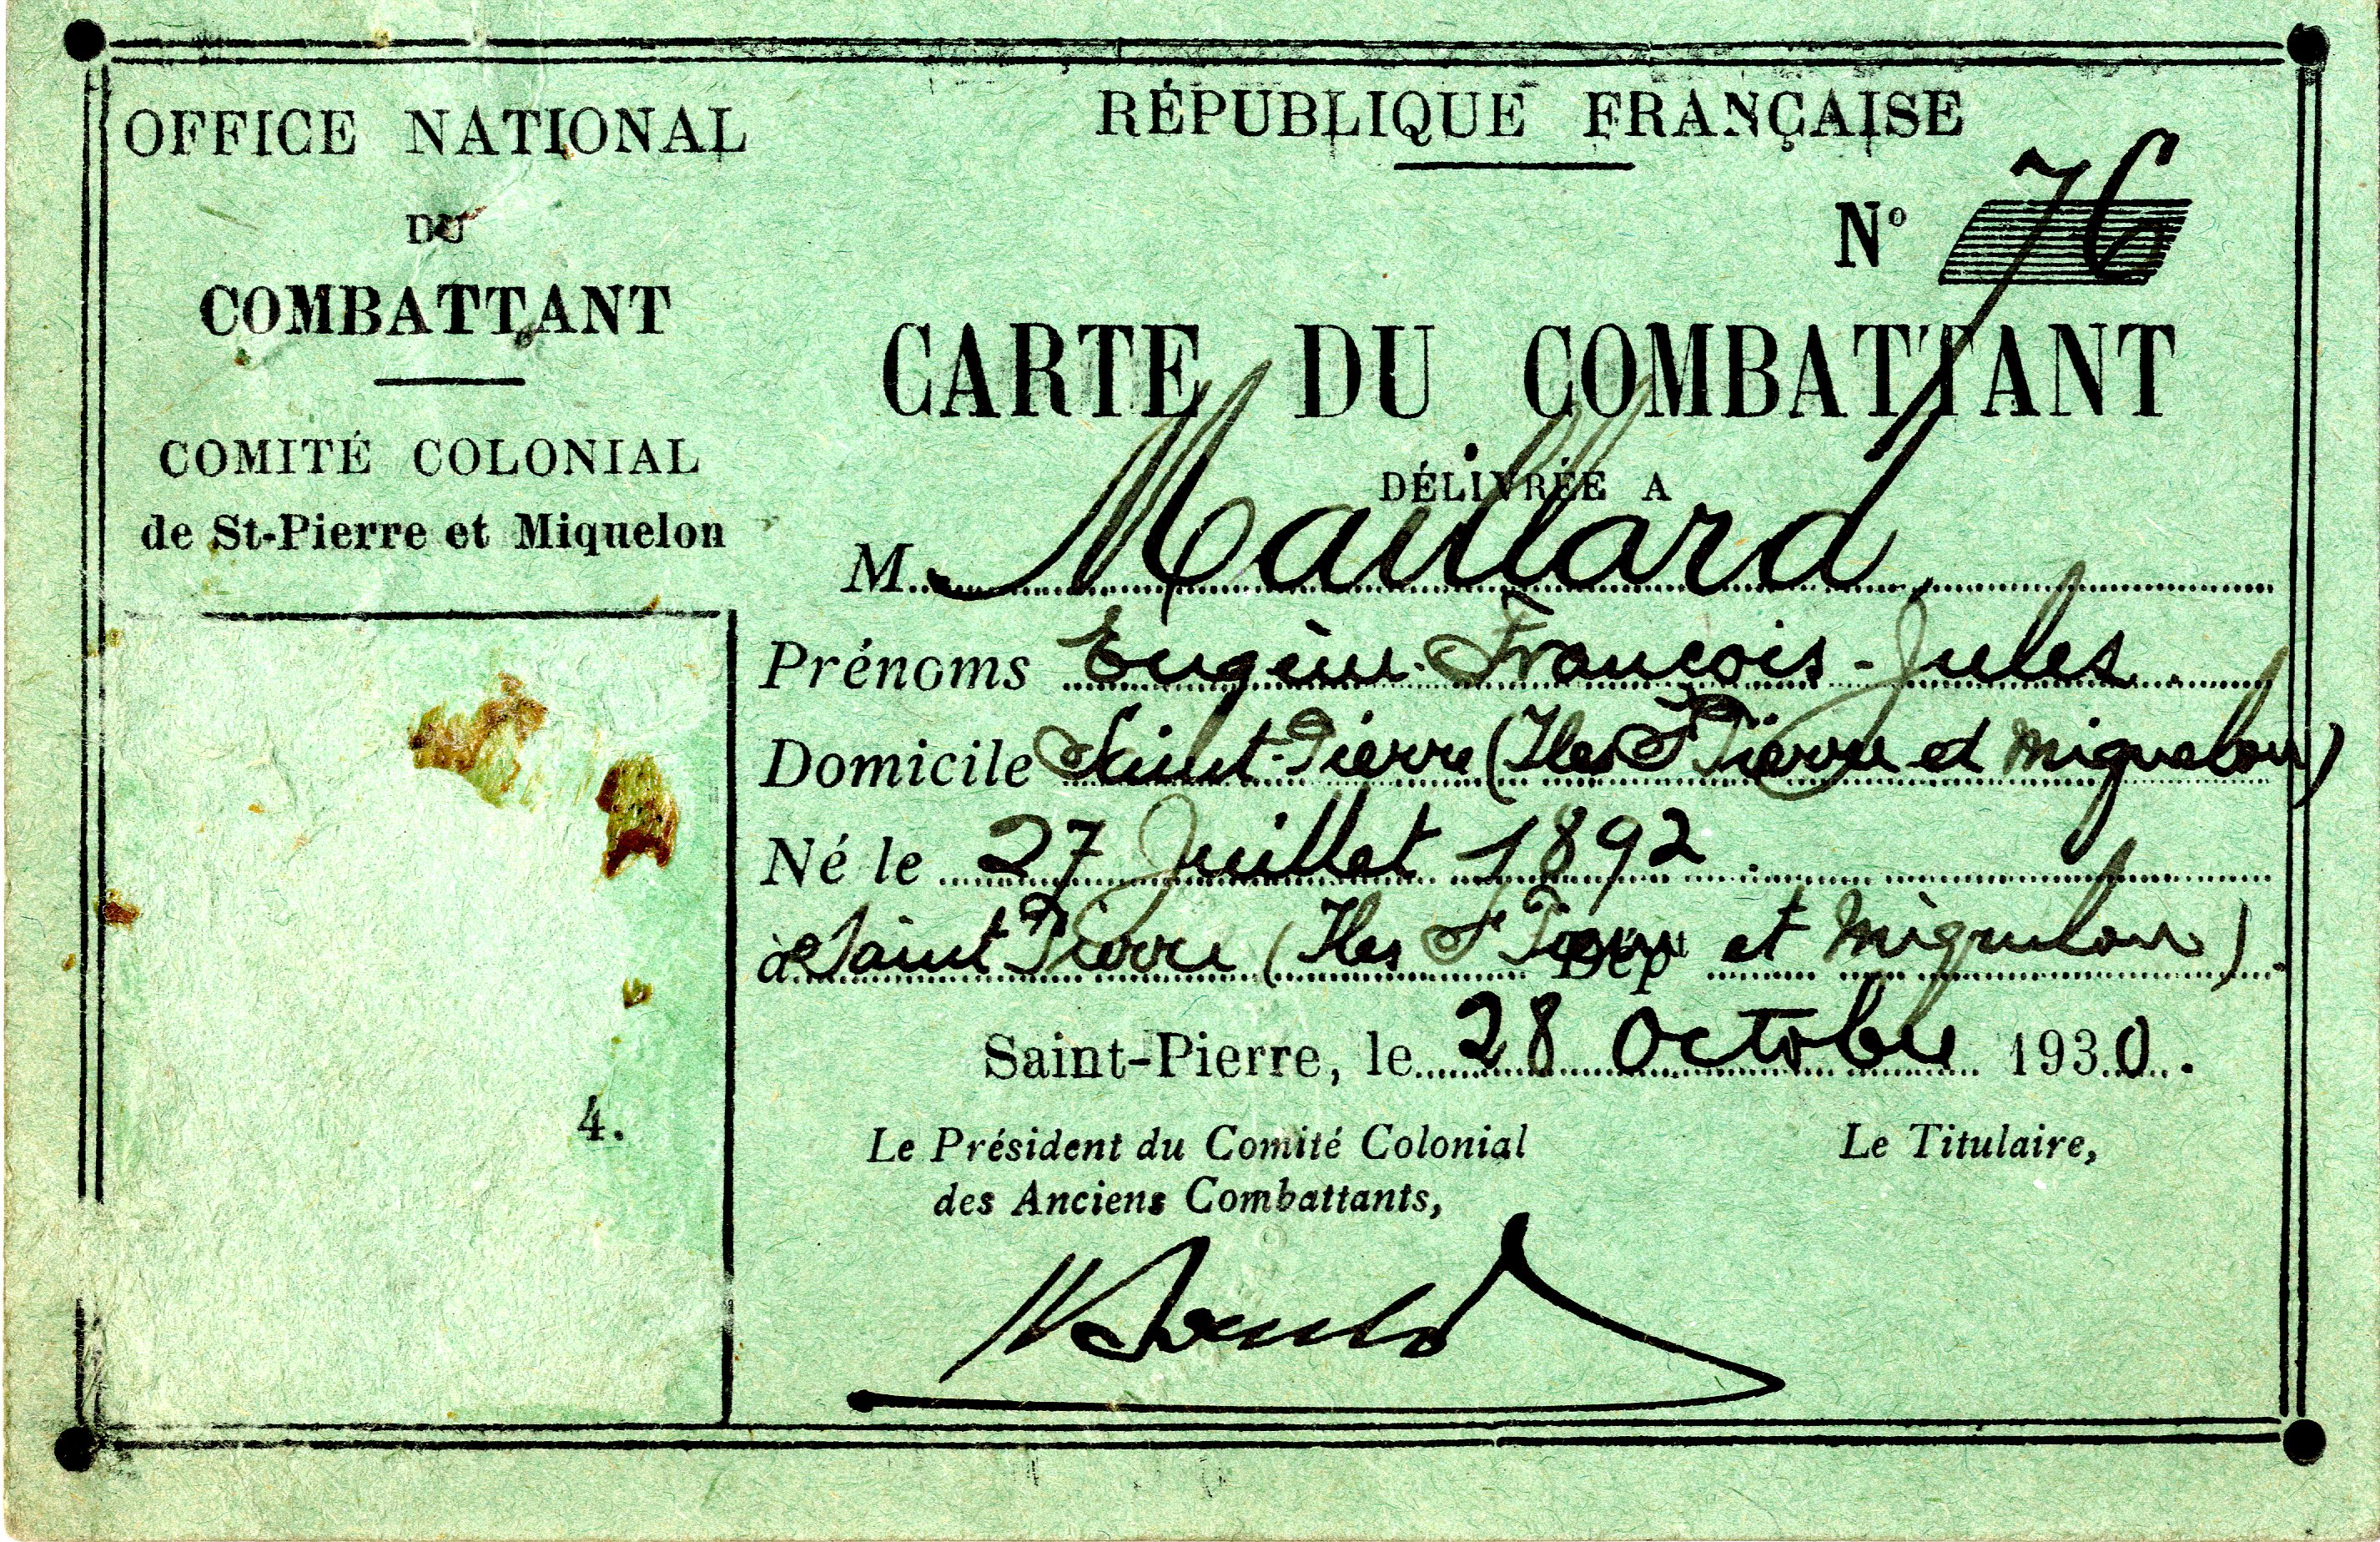 OFFICE NATIONAL
DU
COMBATTANT
COMITÉ COLONIAL
de St-Pierre et Miquelon
4.
RÉPUBLIQUE FRANÇAISE
N° 76
CARTE DU COMBATTANT
DÉLIVRÉE A
M. Maillard
Prénoms Eugène-François-Jules
Domicile Saint-Pierre (Iles St Pierre et Miquelon)
Né le 27 Juillet 1892
à Saint Pierre (Iles St Pierre Dépt et Miquelon).
Saint-Pierre, le 28 Octobre 1930.
Le Président du Comité Colonial
des Anciens Combattants,
Le Titulaire,